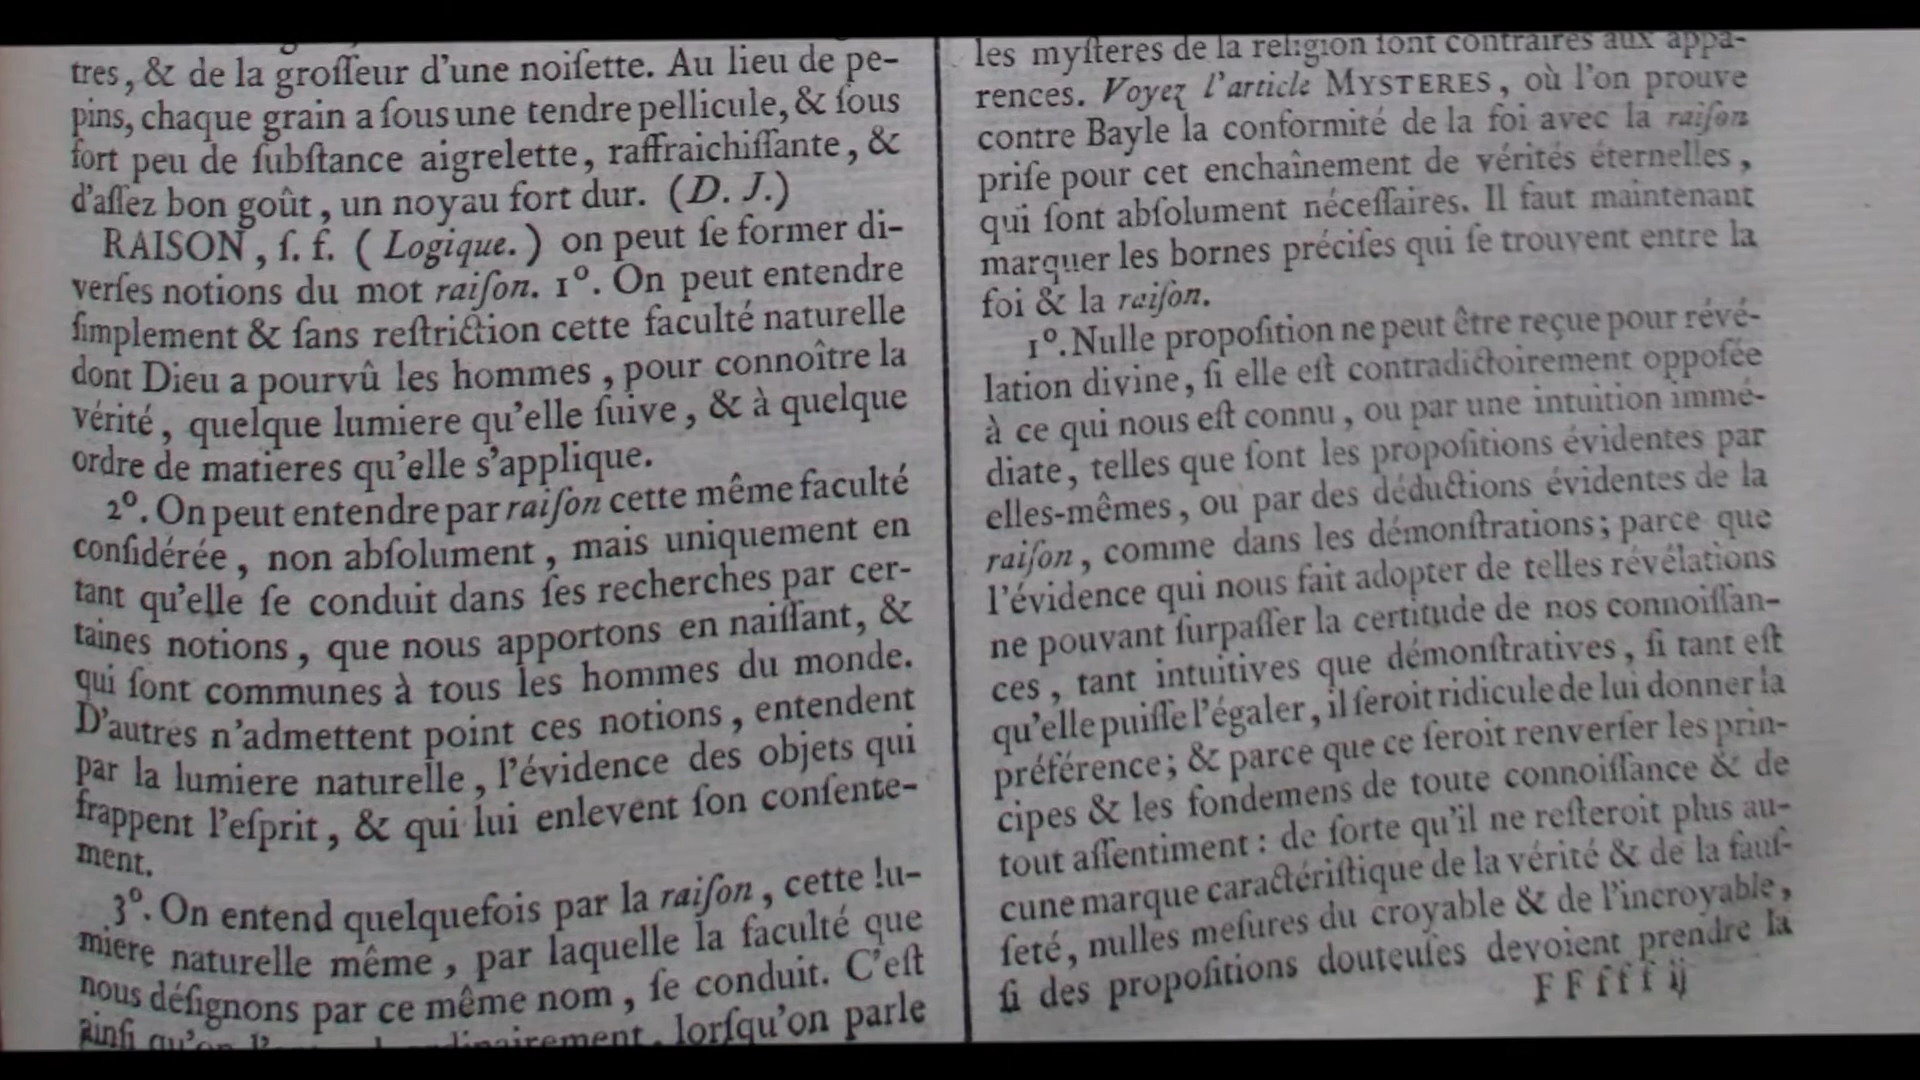 tres, & de la groſſeur d'une noiſette. Au lieu de pe-
pins, chaque grain a ſous une tendre pellicule, & ſous
fort peu de ſubſtance aigrelette, raffraichiſſante, &
d'aſſez bon goût, un noyau fort dur. (D. J.)
RAISON, ſ. f. (Logique.) on peut ſe former di-
verſes notions du mot raiſon. 1°. On peut entendre
ſimplement & ſans reſtriction cette faculté naturelle
dont Dieu a pourvû les hommes, pour connoître la
vérité, quelque lumiere qu'elle ſuive, & à quelque
ordre de matieres qu'elle s'applique.
2°. On peut entendre par raiſon cette même faculté
conſidérée, non abſolument, mais uniquement en
tant qu'elle ſe conduit dans ſes recherches par cer-
taines notions, que nous apportons en naiſſant, &
qui ſont communes à tous les hommes du monde.
D'autres n'admettent point ces notions, entendent
par la lumiere naturelle, l'évidence des objets qui
frappent l'eſprit, & qui lui enlevent ſon conſente-
ment.
3°. On entend quelquefois par la raiſon, cette lu-
miere naturelle même, par laquelle la faculté que
nous déſignons par ce même nom, ſe conduit. C'eſt
ainſi qu'on l'entend ordinairement, lorſqu'on parle
les myſteres de la religion ſont contraires aux appa-
rences. Voyez l'article MYSTERES, où l'on prouve
contre Bayle la conformité de la foi avec la raiſon
priſe pour cet enchaînement de vérités éternelles,
qui ſont abſolument néceſſaires. Il faut maintenant
marquer les bornes préciſes qui ſe trouvent entre la
foi & la raiſon.
1°. Nulle propoſition ne peut être reçue pour révé-
lation divine, ſi elle eſt contradictoirement oppoſée
à ce qui nous eſt connu, ou par une intuition immé-
diate, telles que ſont les propoſitions évidentes par
elles-mêmes, ou par des déductions évidentes de la
raiſon, comme dans les démonſtrations; parce que
l'évidence qui nous fait adopter de telles révélations
ne pouvant ſurpaſſer la certitude de nos connoiſſan-
ces, tant intuitives que démonſtratives, ſi tant eſt
qu'elle puiſſe l'égaler, il ſeroit ridicule de lui donner la
préférence; & parce que ce ſeroit renverſer les prin-
cipes & les fondemens de toute connoiſſance & de
tout aſſentiment : de ſorte qu'il ne reſteroit plus au-
cune marque caractériſtique de la vérité & de la fauſ-
ſeté, nulles meſures du croyable & de l'incroyable,
ſi des propoſitions douteuſes devoient prendre la
FFfff ij